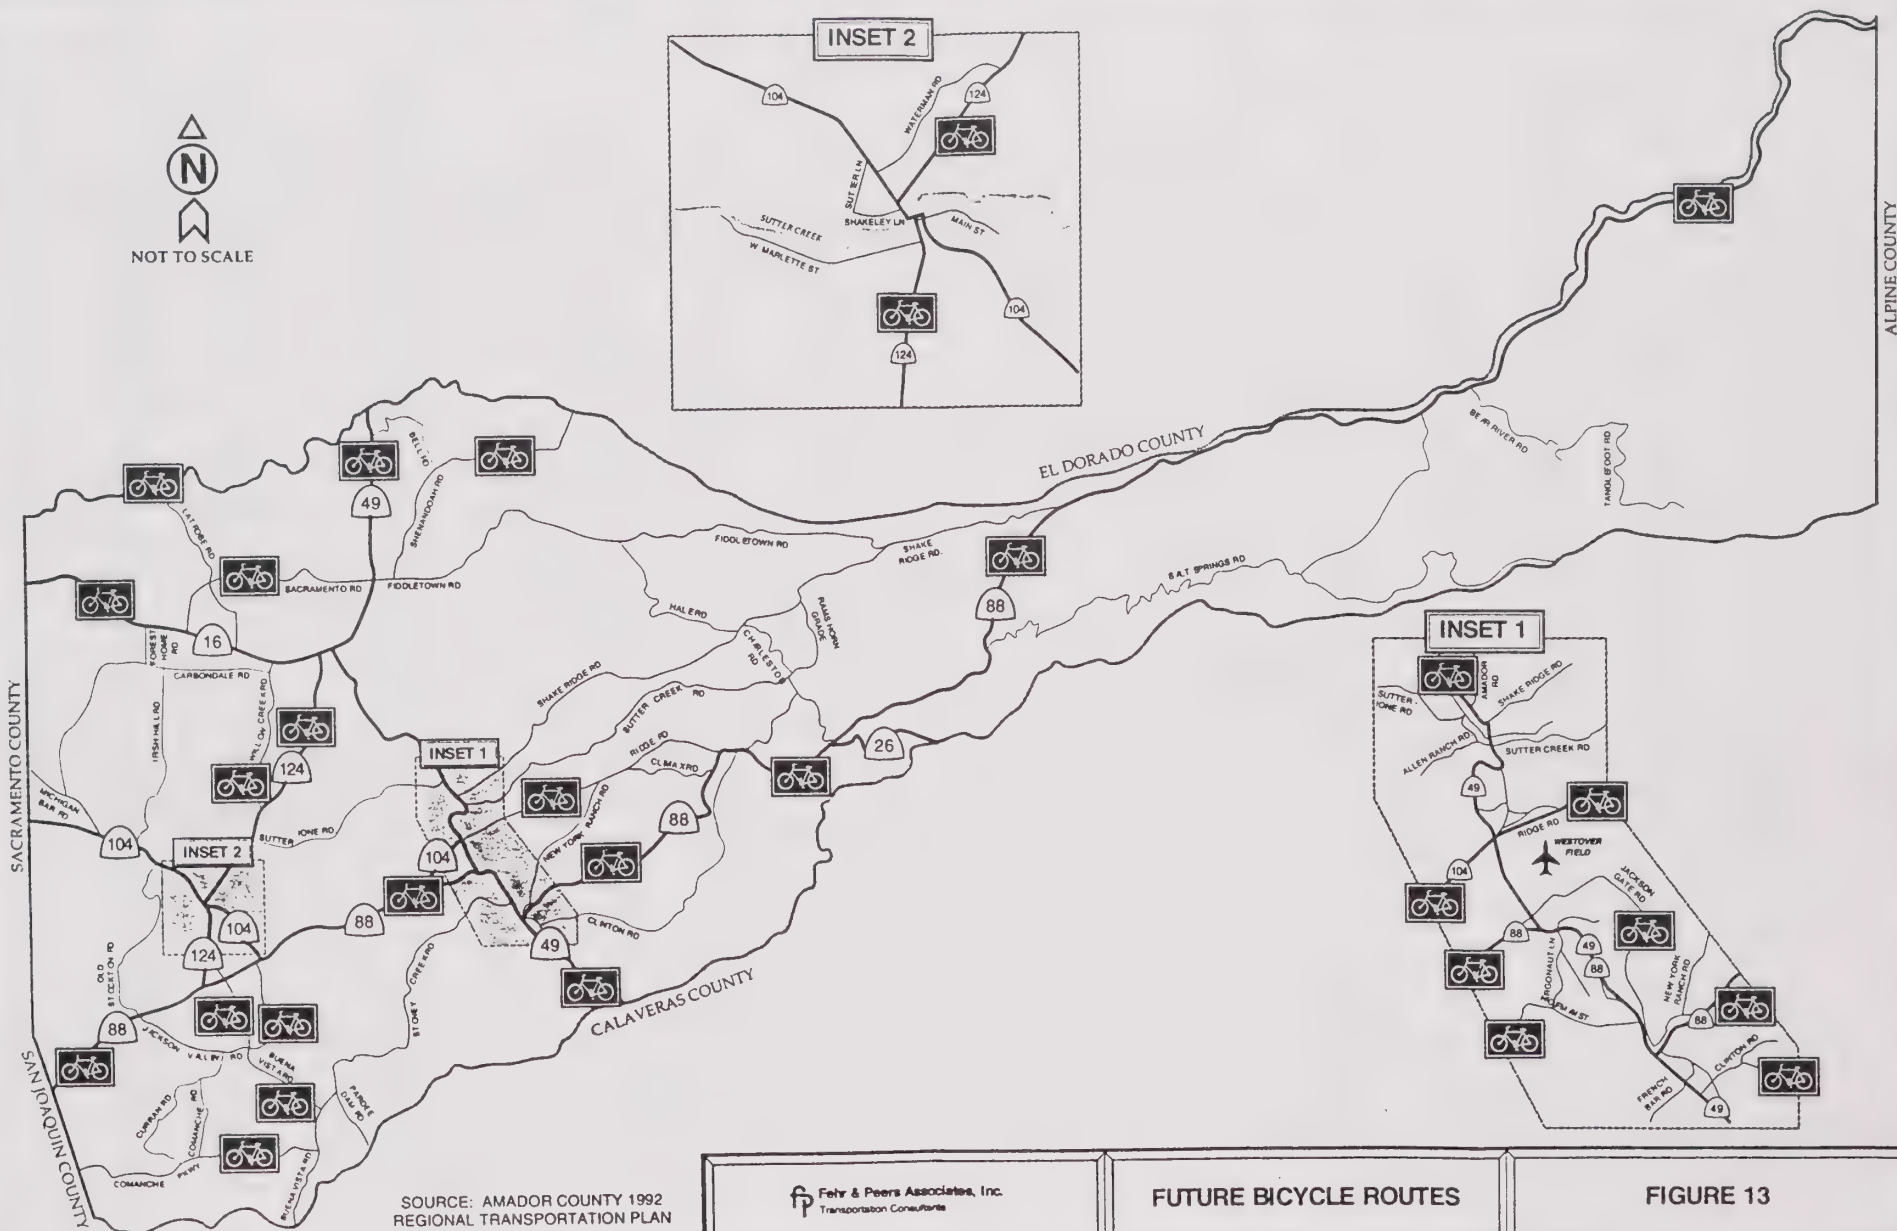 INSET 2
104
WATERMAN RD
124
SUTTER LN
SHAKELEY LN
MAIN ST
SUTTER CREEK
W MARLETTE ST
104
124
N
NOT TO SCALE
ALPINE COUNTY
EL DORADO COUNTY
BEAR RIVER RD
TANGLEFOOT RD
BELL RD
49
SHENANDOAH RD
LATROBE RD
SACRAMENTO RD
FIDDLETOWN RD
FIDDLETOWN RD
SHAKE
RIDGE RD.
SALT SPRINGS RD
88
HALE RD
RAMS HORN
GRADE
CHARLESTON
RD
16
FOREST
HOME
RD
CARBONDALE RD
SHAKE RIDGE RD
SUTTER CREEK RD
IRISH HILL RD
WILLOW CREEK RD
SACRAMENTO COUNTY
INSET 1
RIDGE RD
CLIMAX RD
26
124
MICHIGAN
BAR RD
NEW YORK RANCH RD
88
104
SUTTER IONE RD
INSET 2
104
88
104
124
49
CLINTON RD
OLD
STOCKTON RD
STONEY CREEK RD
CALAVERAS COUNTY
88
JACKSON VALLEY RD
BUENA
VISTA RD
PARDEE
DAM RD
CURRAN RD
COMANCHE RD
SAN JOAQUIN COUNTY
COMANCHE PKWY
BUENA VISTA RD
INSET 1
AMADOR
RD
SHAKE RIDGE RD
SUTTER
IONE RD
ALLEN RANCH RD
SUTTER CREEK RD
49
RIDGE RD
WESTOVER
FIELD
104
JACKSON
GATE RD
88
49
88
ARGONAUT LN
HOFFMAN ST
NEW YORK
RANCH RD
88
CLINTON RD
FRENCH
BAR RD
49
SOURCE: AMADOR COUNTY 1992
REGIONAL TRANSPORTATION PLAN
fp Fehr & Peers Associates, Inc.
Transportation Consultants
FUTURE BICYCLE ROUTES
FIGURE 13